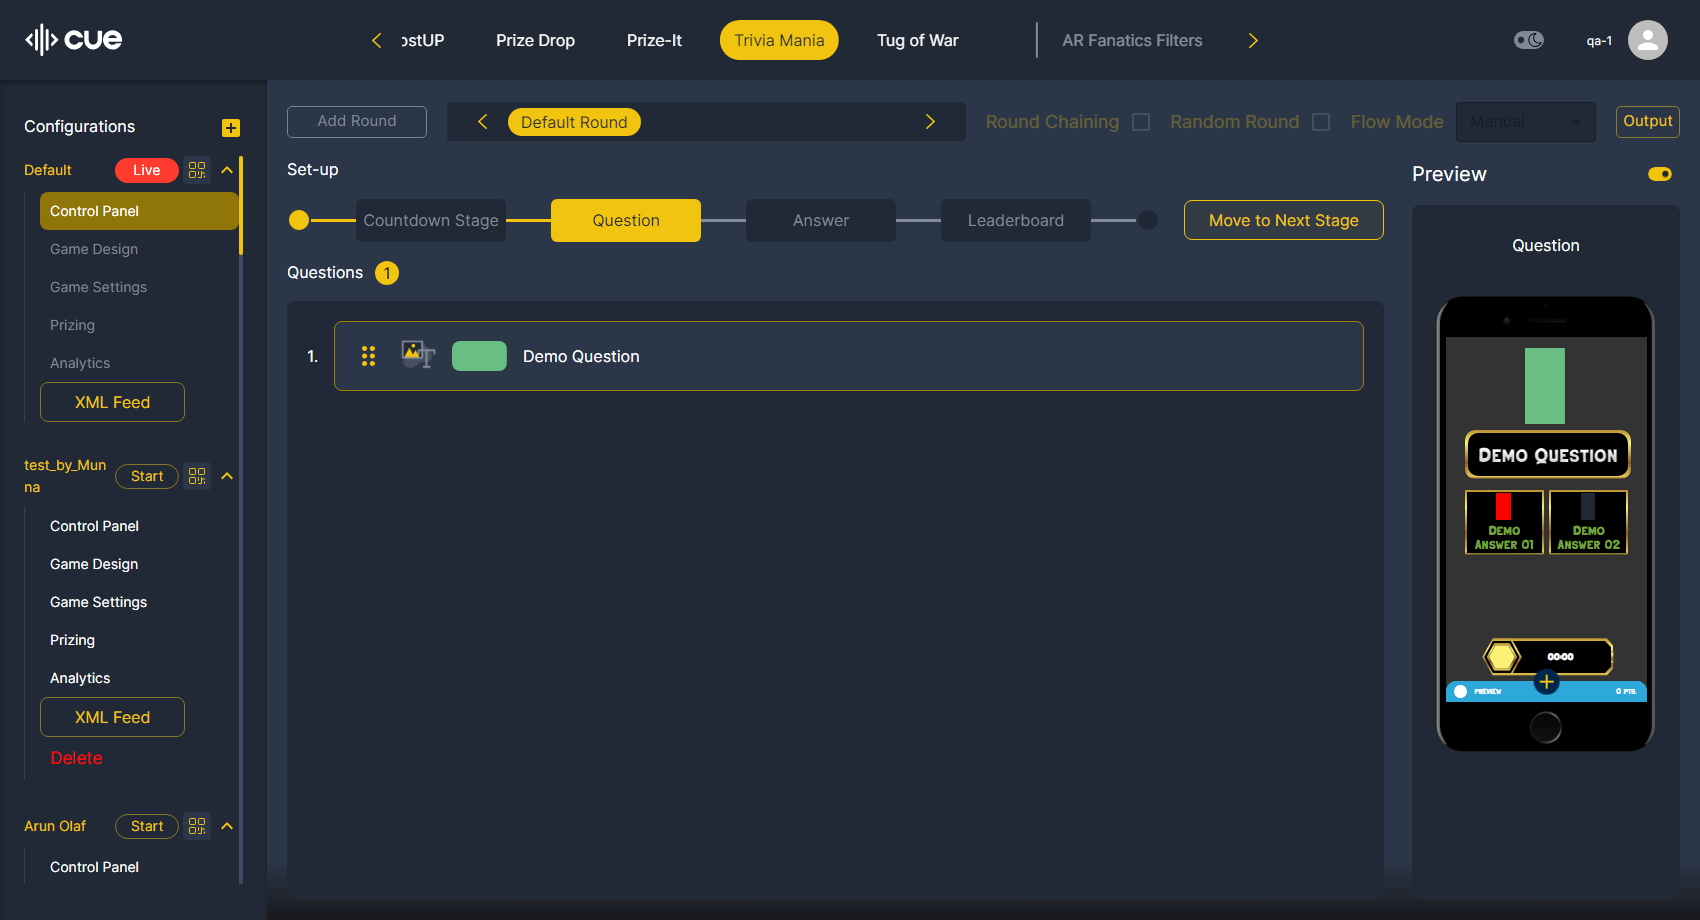 cue
ostUP
Prize Drop
Prize-It
Trivia Mania
Tug of War
AR Fanatics Filters
qa-1
Configurations
Default
Live
Control Panel
Game Design
Game Settings
Prizing
Analytics
XML Feed
test_by_Mun
na
Start
Control Panel
Game Design
Game Settings
Prizing
Analytics
XML Feed
Delete
Arun Olaf
Start
Control Panel
Add Round
Default Round
Round Chaining
Random Round
Flow Mode
Manual
Output
Set-up
Countdown Stage
Question
Answer
Leaderboard
Move to Next Stage
Questions 1
1.
Demo Question
Preview
Question
Demo Question
Demo
Answer 01
Demo
Answer 02
00:00
PREVIEW
0 PTS.